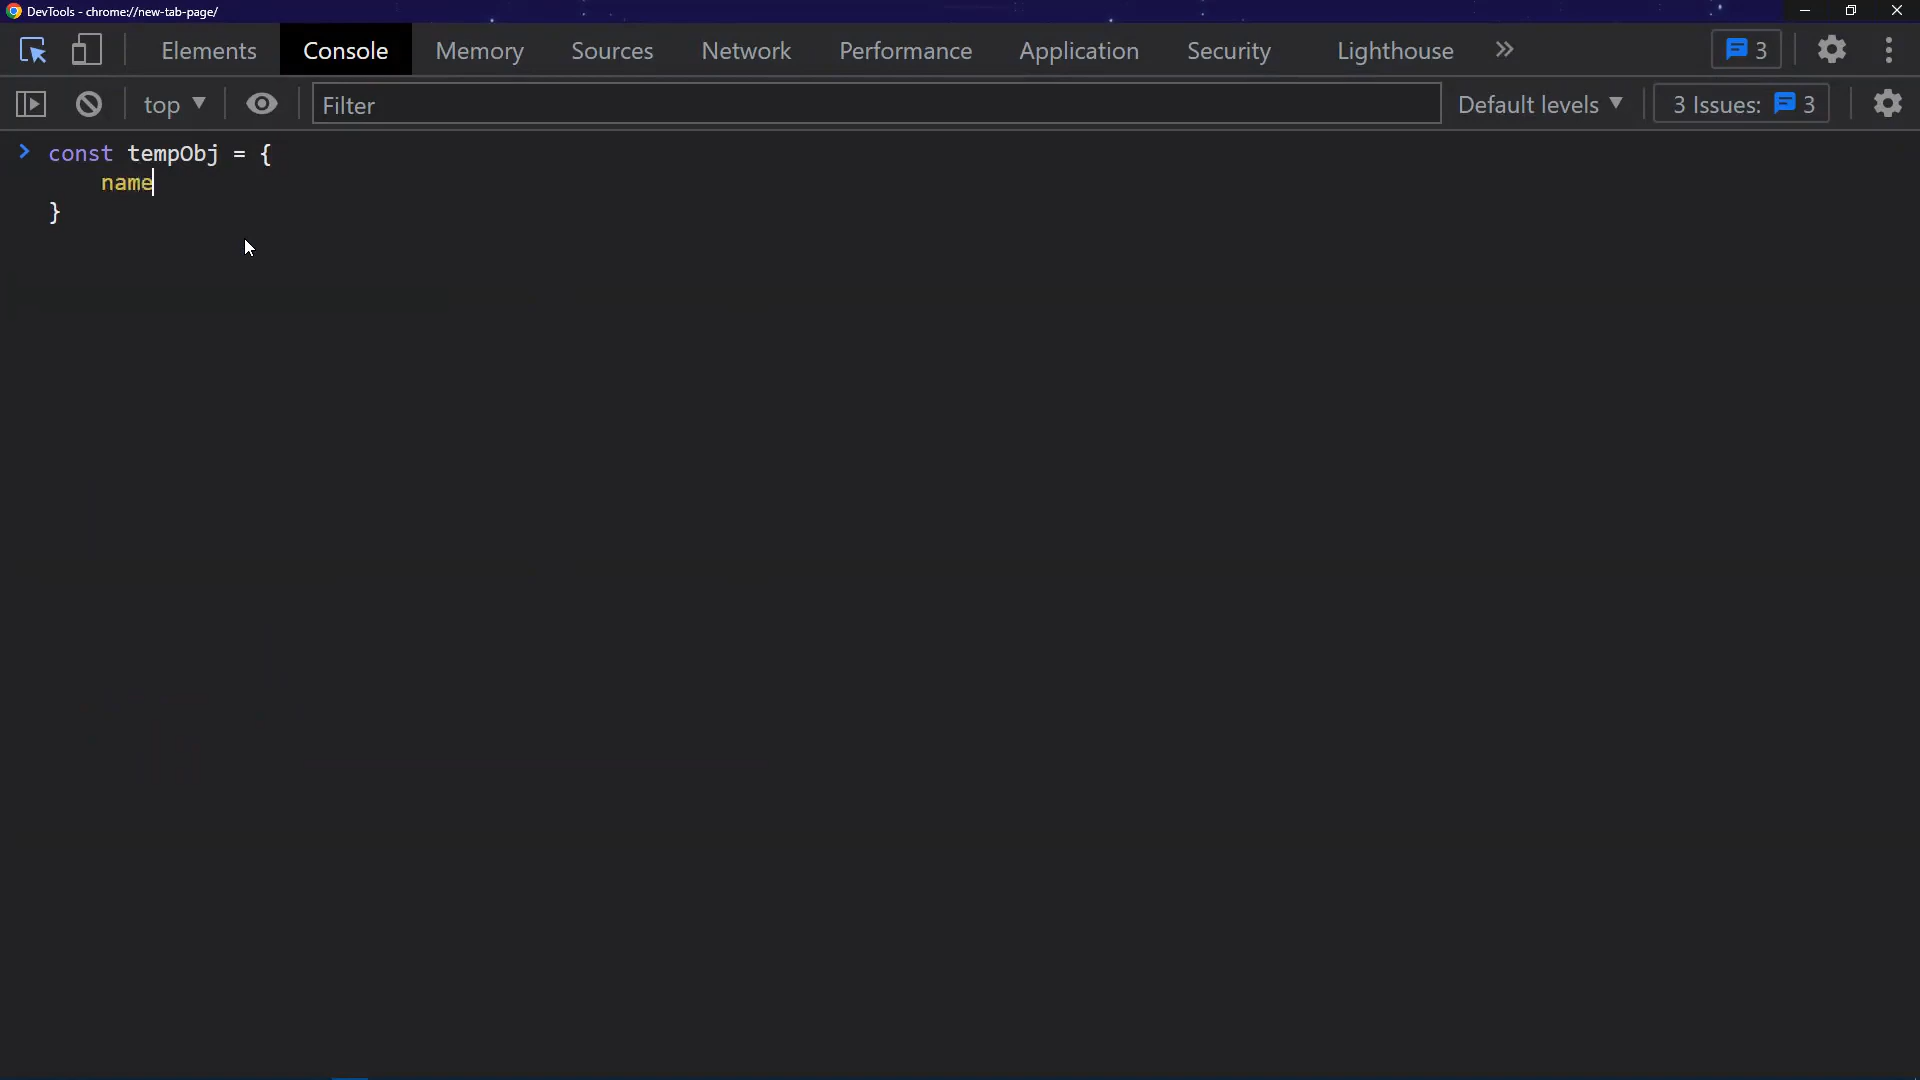 DevTools - chrome://new-tab-page/
Elements Console Memory Sources Network Performance Application Security Lighthouse » 3
top Filter Default levels 3 Issues: 3
> const tempObj = {
name
}